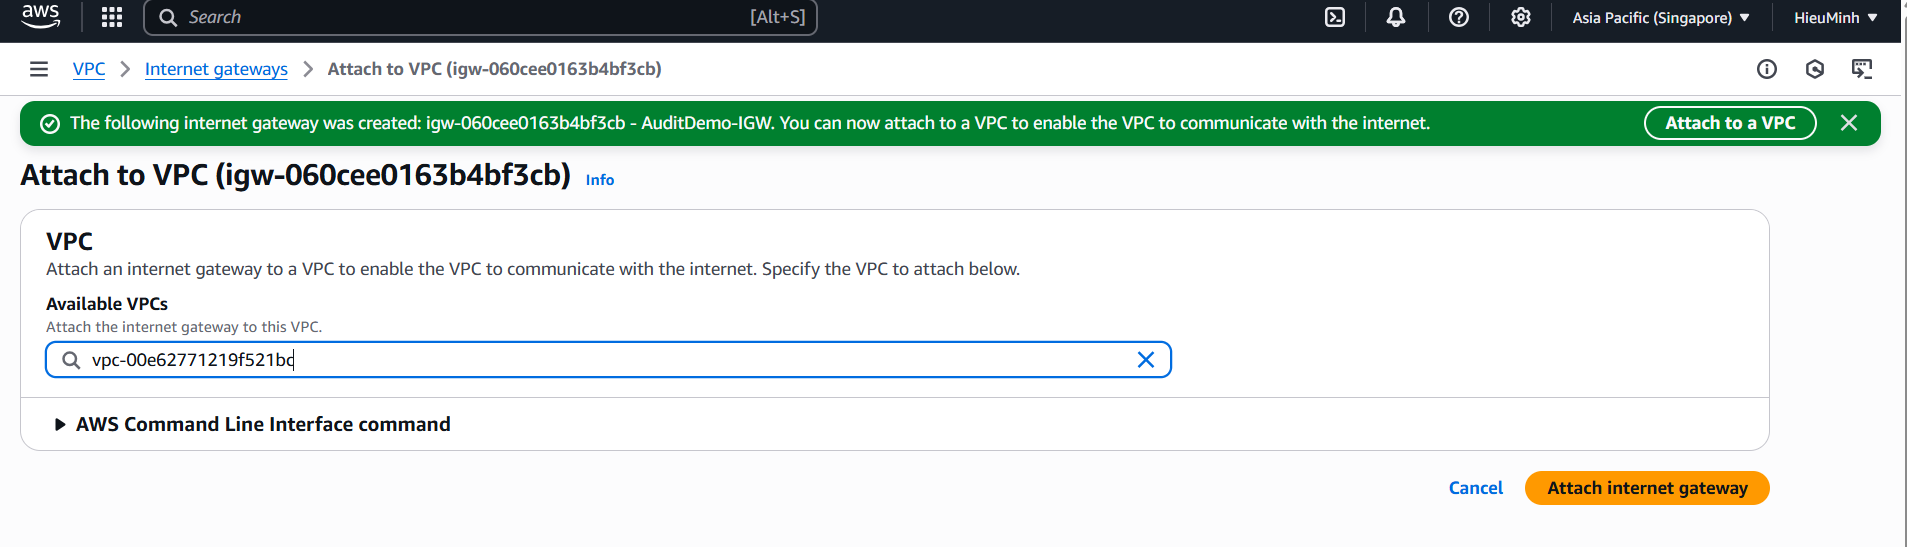 aws
Search [Alt+S]
Asia Pacific (Singapore) ▼ HieuMinh ▼
VPC > Internet gateways > Attach to VPC (igw-060cee0163b4bf3cb)
The following internet gateway was created: igw-060cee0163b4bf3cb - AuditDemo-IGW. You can now attach to a VPC to enable the VPC to communicate with the internet. Attach to a VPC
Attach to VPC (igw-060cee0163b4bf3cb) Info
VPC
Attach an internet gateway to a VPC to enable the VPC to communicate with the internet. Specify the VPC to attach below.
Available VPCs
Attach the internet gateway to this VPC.
vpc-00e62771219f521bc
AWS Command Line Interface command
Cancel Attach internet gateway